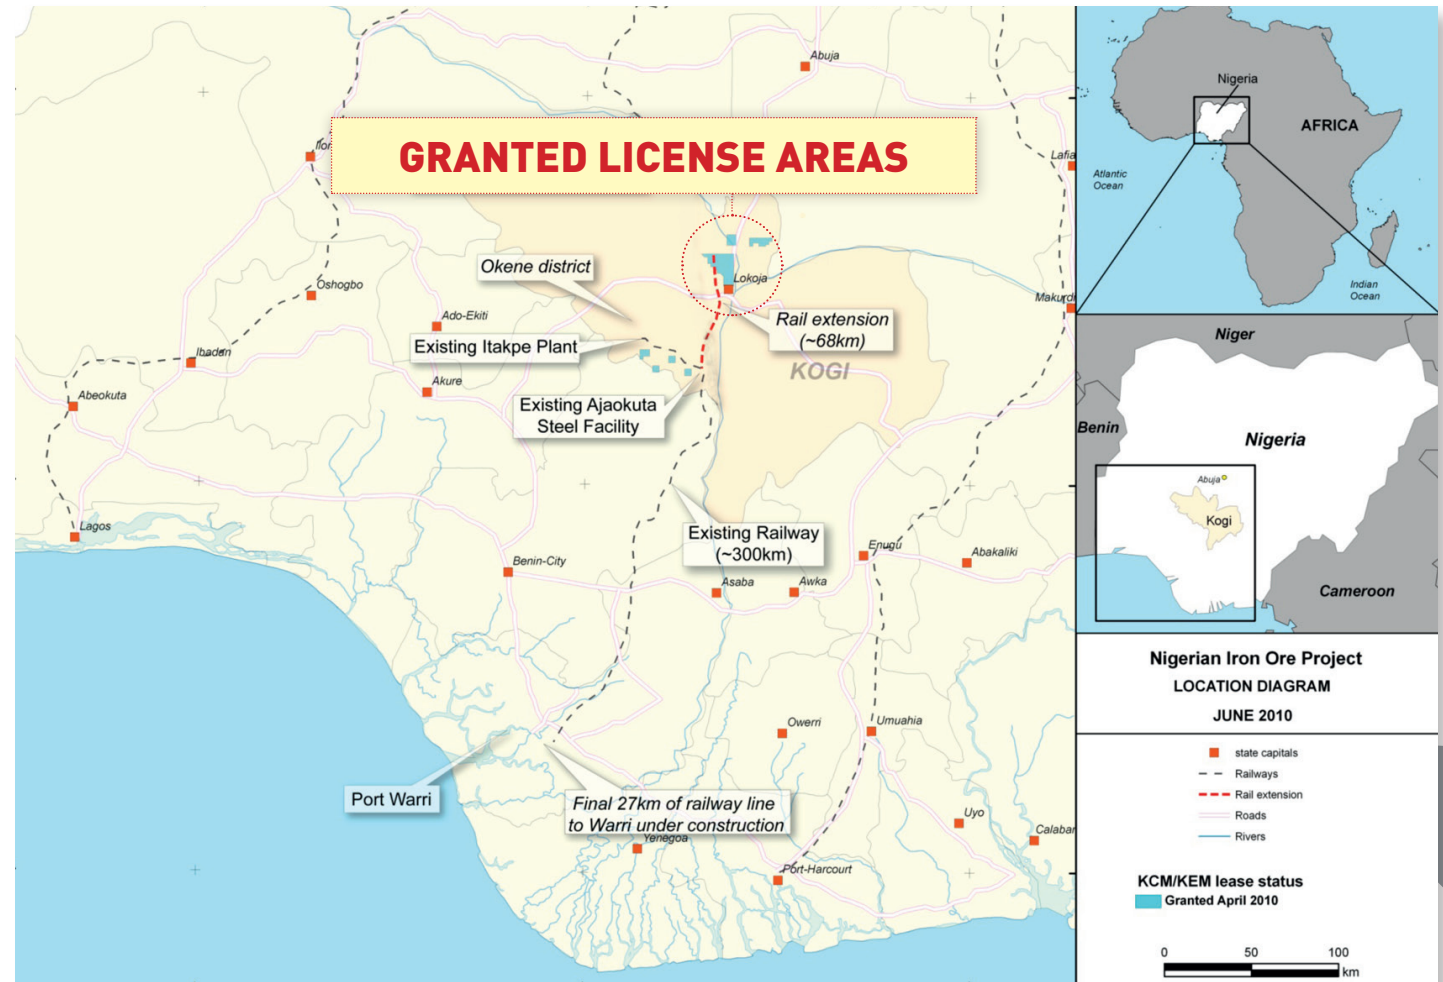 Abuja
Ilor
GRANTED LICENSE AREAS
Lafia
Okene district
Lokoja
Oshogbo
Makurdi
Ado-Ekiti
Rail extension
(~68km)
Existing Itakpe Plant
Ibadan
KOGI
Akure
Abeokuta
Existing Ajaokuta
Steel Facility
Lagos
Existing Railway
(~300km)
Enugu
Abakaliki
Benin-City
Asaba
Awka
Owerri
Umuahia
Port Warri
Final 27km of railway line
to Warri under construction
Yenegoa
Uyo
Calabar
Port-Harcourt
Nigeria
AFRICA
Atlantic
Ocean
Indian
Ocean
Niger
Benin
Nigeria
Abuja
Kogi
Cameroon
Nigerian Iron Ore Project
LOCATION DIAGRAM
JUNE 2010
state capitals
Railways
Rail extension
Roads
Rivers
KCM/KEM lease status
Granted April 2010
0 50 100
km